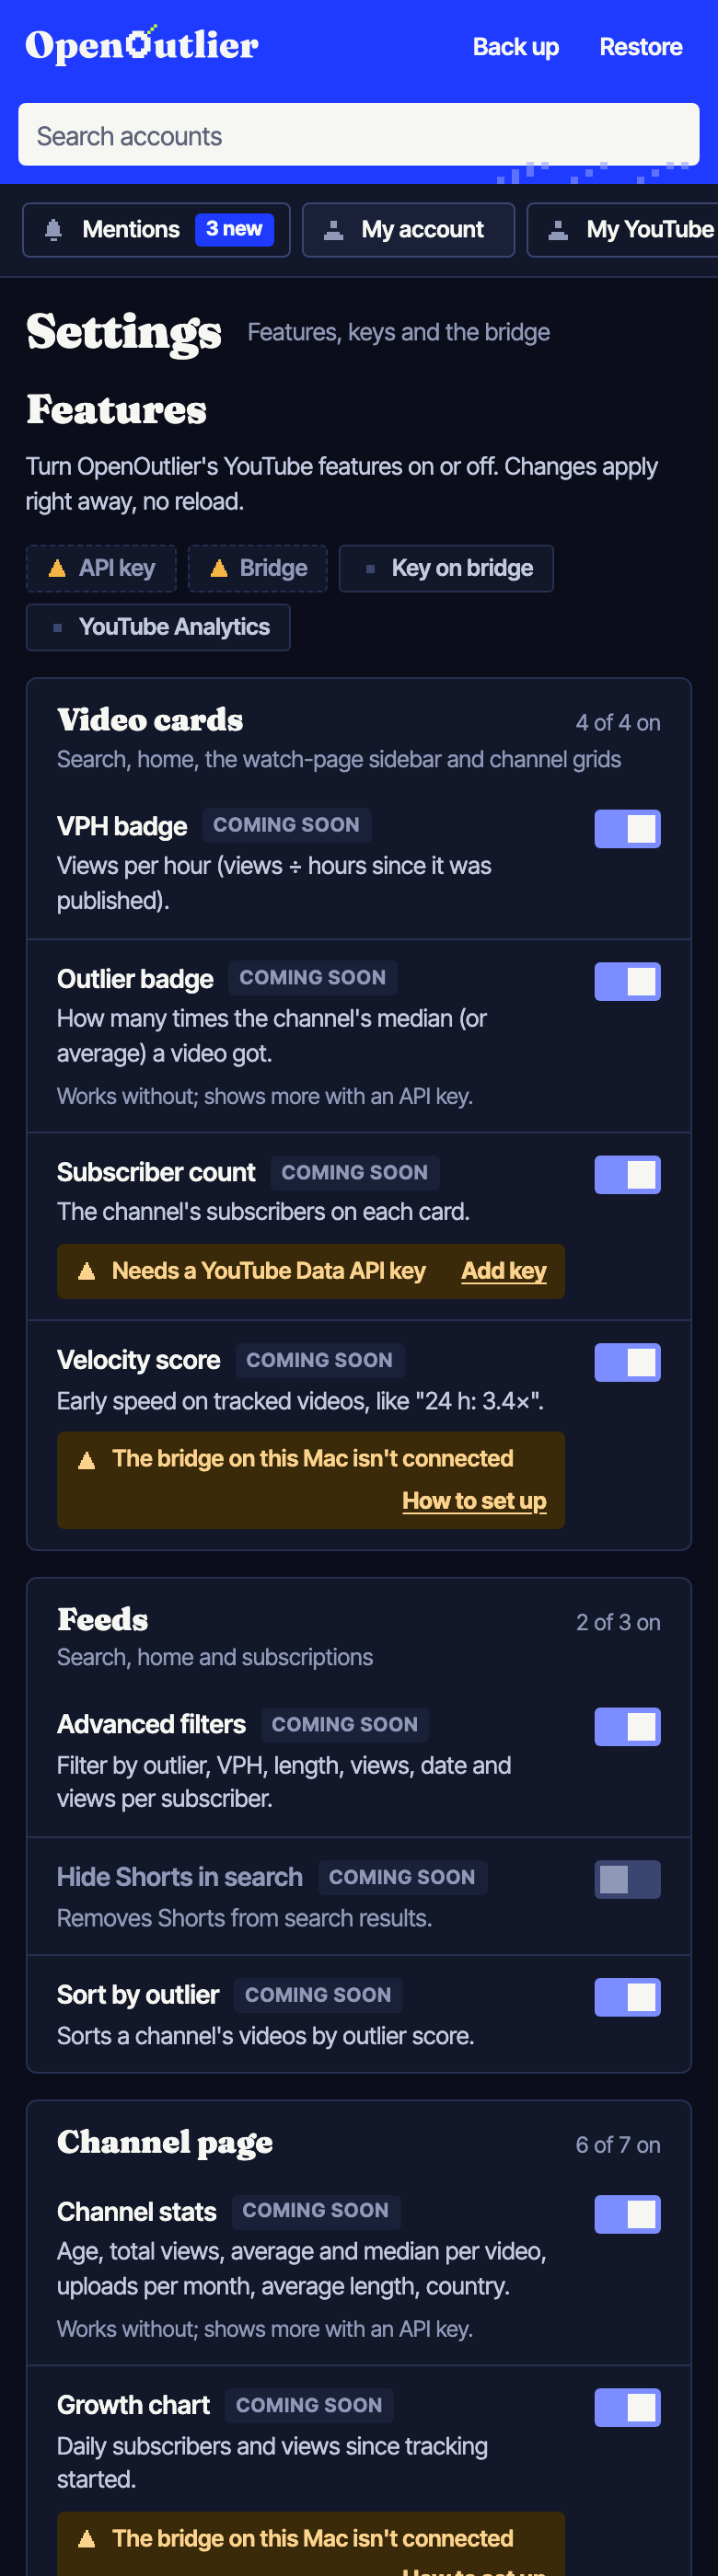 OpenOutlier
Back up
Restore
Search accounts
Mentions
3 new
My account
My YouTube
Settings
Features, keys and the bridge
Features
Turn OpenOutlier's YouTube features on or off. Changes apply
right away, no reload.
API key
Bridge
Key on bridge
YouTube Analytics
Video cards
4 of 4 on
Search, home, the watch-page sidebar and channel grids
VPH badge
COMING SOON
Views per hour (views ÷ hours since it was
published).
Outlier badge
COMING SOON
How many times the channel's median (or
average) a video got.
Works without; shows more with an API key.
Subscriber count
COMING SOON
The channel's subscribers on each card.
Needs a YouTube Data API key
Add key
Velocity score
COMING SOON
Early speed on tracked videos, like "24 h: 3.4×".
The bridge on this Mac isn't connected
How to set up
Feeds
2 of 3 on
Search, home and subscriptions
Advanced filters
COMING SOON
Filter by outlier, VPH, length, views, date and
views per subscriber.
Hide Shorts in search
COMING SOON
Removes Shorts from search results.
Sort by outlier
COMING SOON
Sorts a channel's videos by outlier score.
Channel page
6 of 7 on
Channel stats
COMING SOON
Age, total views, average and median per video,
uploads per month, average length, country.
Works without; shows more with an API key.
Growth chart
COMING SOON
Daily subscribers and views since tracking
started.
The bridge on this Mac isn't connected